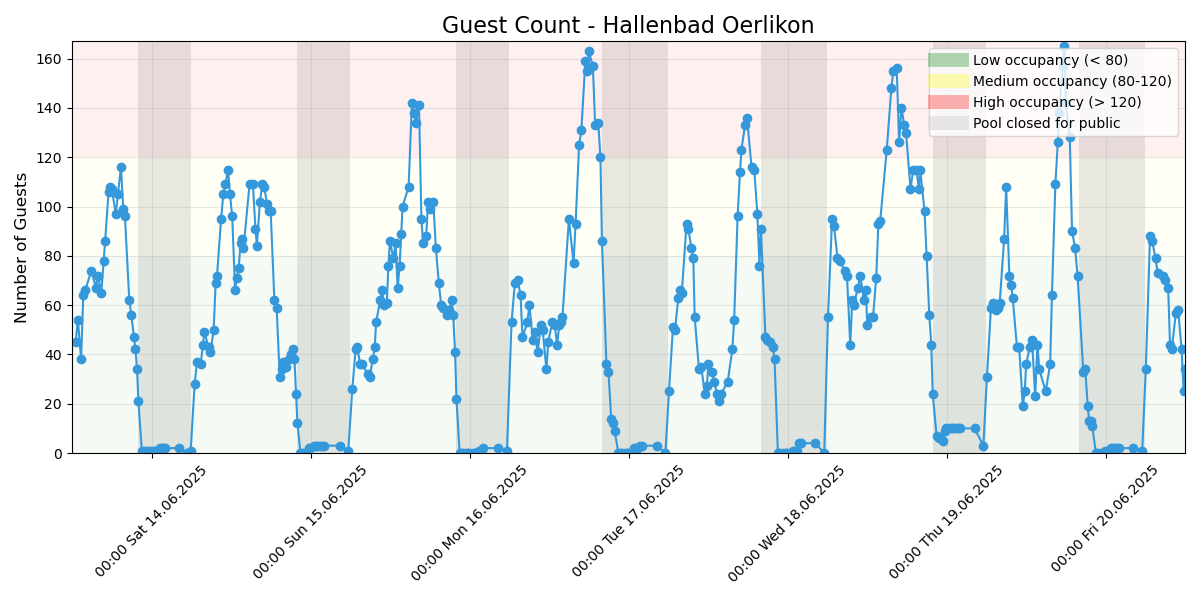 Guest Count - Hallenbad Oerlikon
Low occupancy (< 80)
Medium occupancy (80-120)
High occupancy (> 120)
Pool closed for public
Number of Guests
160
140
120
100
80
60
40
20
0
00:00 Sat 14.06.2025
00:00 Sun 15.06.2025
00:00 Mon 16.06.2025
00:00 Tue 17.06.2025
00:00 Wed 18.06.2025
00:00 Thu 19.06.2025
00:00 Fri 20.06.2025